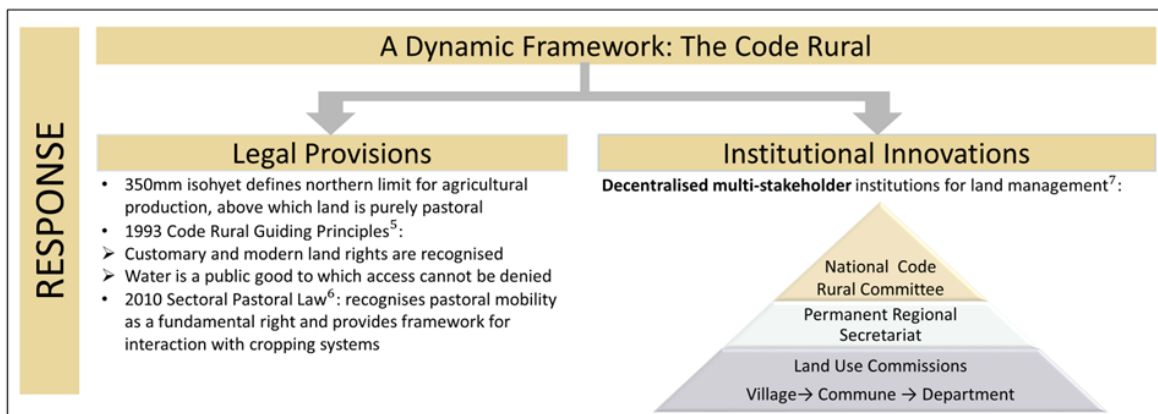 RESPONSE
A Dynamic Framework: The Code Rural
Legal Provisions
• 350mm isohyet defines northern limit for agricultural
production, above which land is purely pastoral
• 1993 Code Rural Guiding Principles⁵:
➢ Customary and modern land rights are recognised
➢ Water is a public good to which access cannot be denied
• 2010 Sectoral Pastoral Law⁶: recognises pastoral mobility
as a fundamental right and provides framework for
interaction with cropping systems
Institutional Innovations
Decentralised multi-stakeholder institutions for land management⁷:
National Code
Rural Committee
Permanent Regional
Secretariat
Land Use Commissions
Village→ Commune → Department